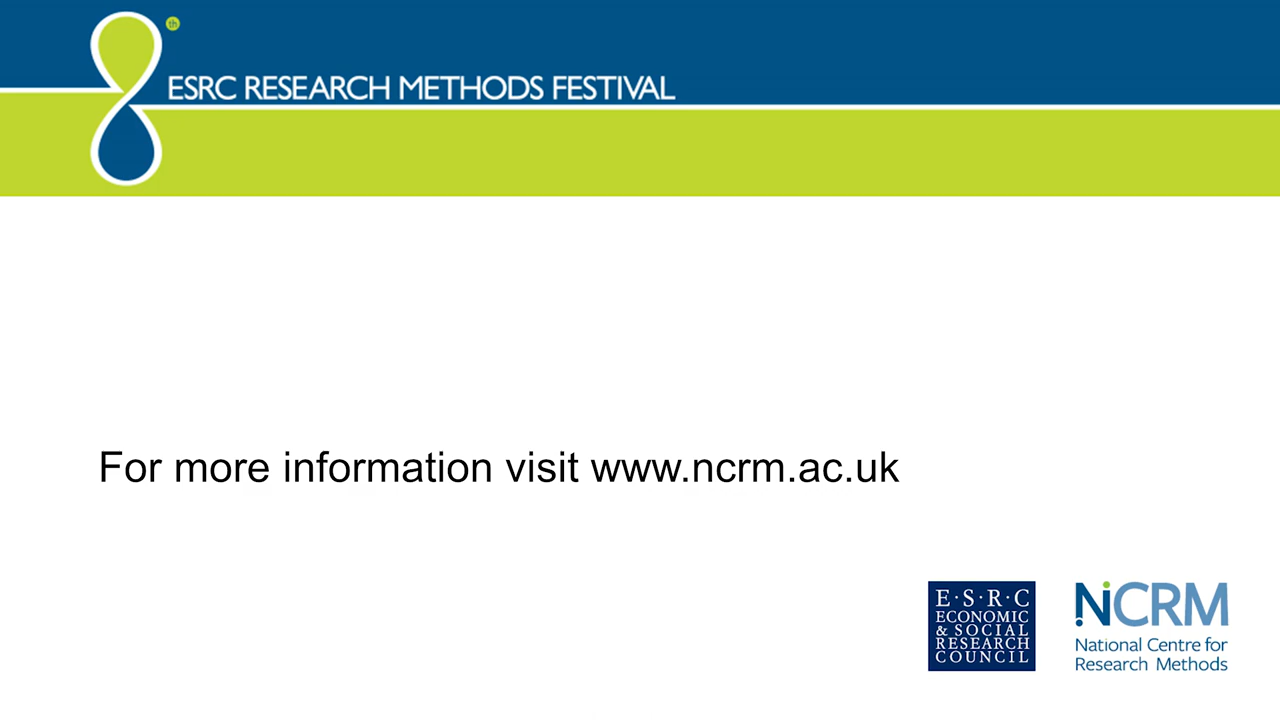 8th
ESRC RESEARCH METHODS FESTIVAL
For more information visit www.ncrm.ac.uk
E·S·R·C
ECONOMIC
& SOCIAL
RESEARCH
COUNCIL
NCRM
National Centre for
Research Methods